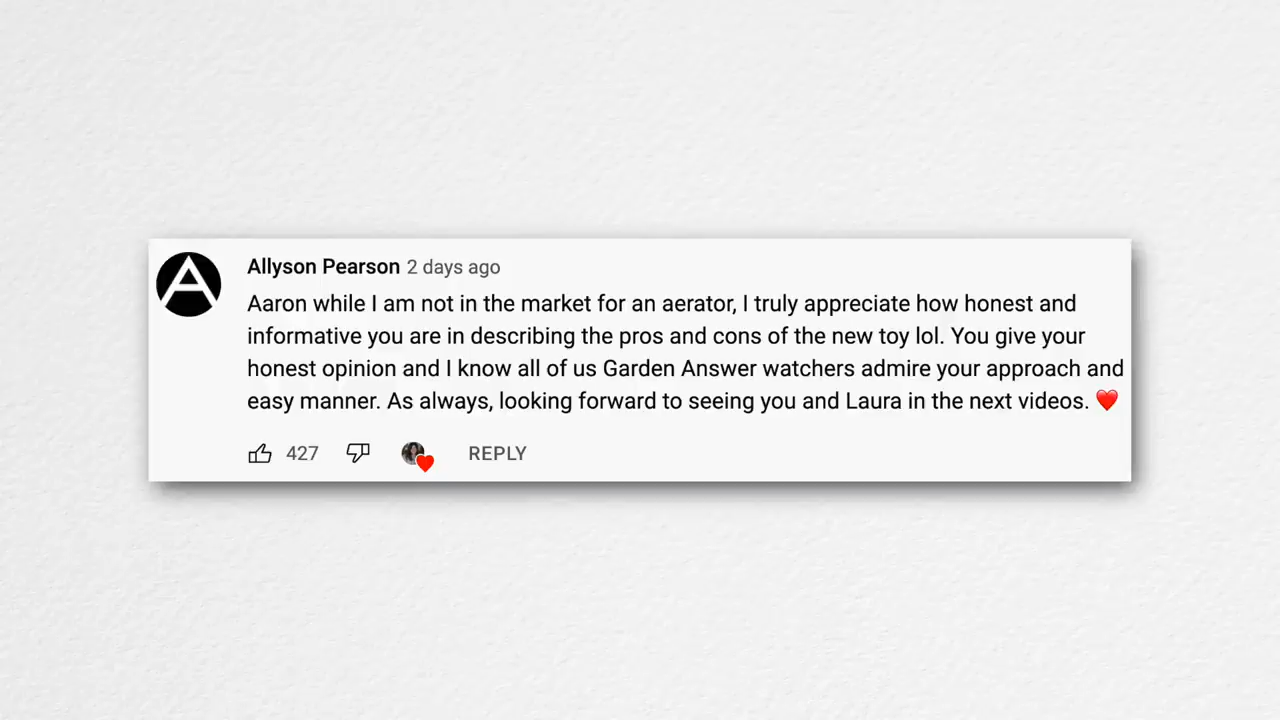 Allyson Pearson 2 days ago
Aaron while I am not in the market for an aerator, I truly appreciate how honest and
informative you are in describing the pros and cons of the new toy lol. You give your
honest opinion and I know all of us Garden Answer watchers admire your approach and
easy manner. As always, looking forward to seeing you and Laura in the next videos. ❤️
427 REPLY